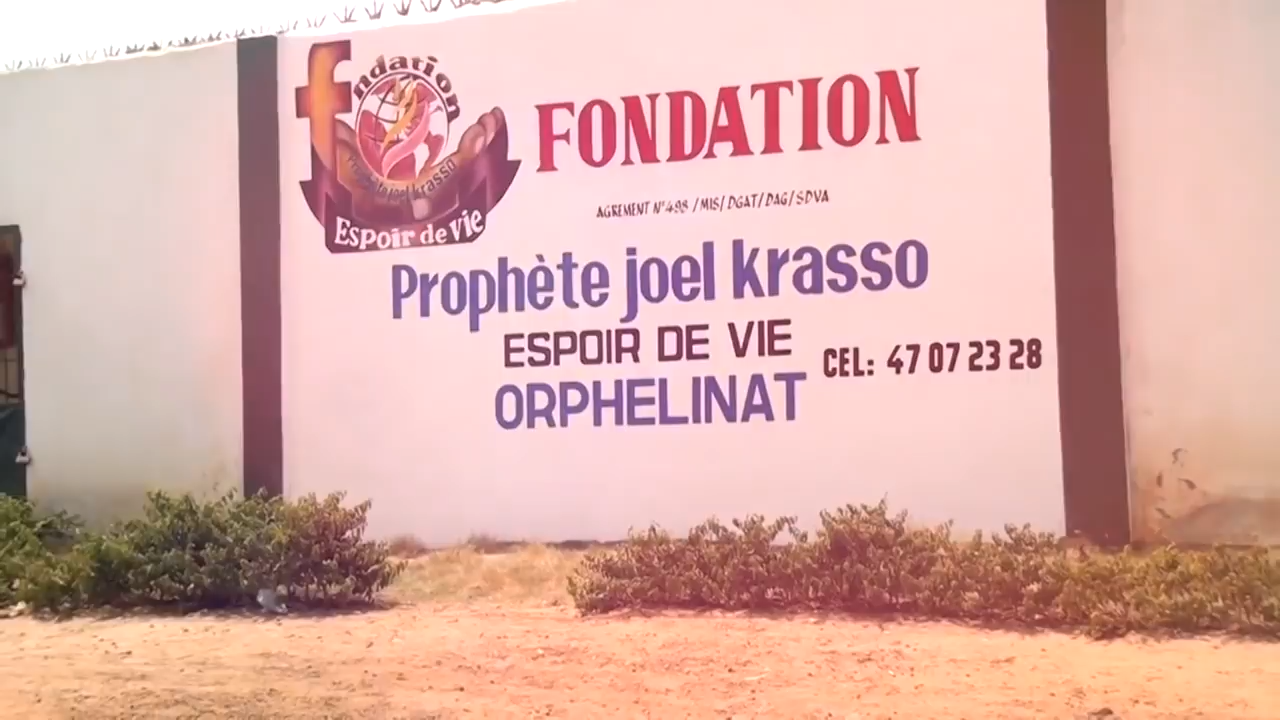 fondation
Prophète joel krasso
Espoir de Vie
FONDATION
AGREMENT N° 498 / MIS/ DGAT/ DAG/ SDVA
Prophète joel krasso
ESPOIR DE VIE
ORPHELINAT
CEL: 47 07 23 28